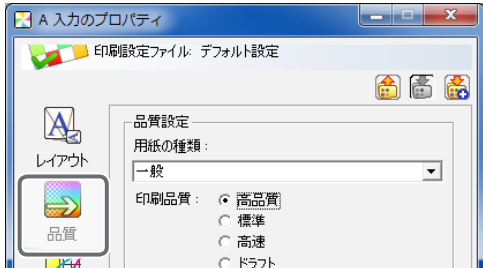 A 入力のプロパティ
印刷設定ファイル: デフォルト設定
レイアウト
品質
品質設定
用紙の種類:
一般
印刷品質:
高品質
標準
高速
ドラフト